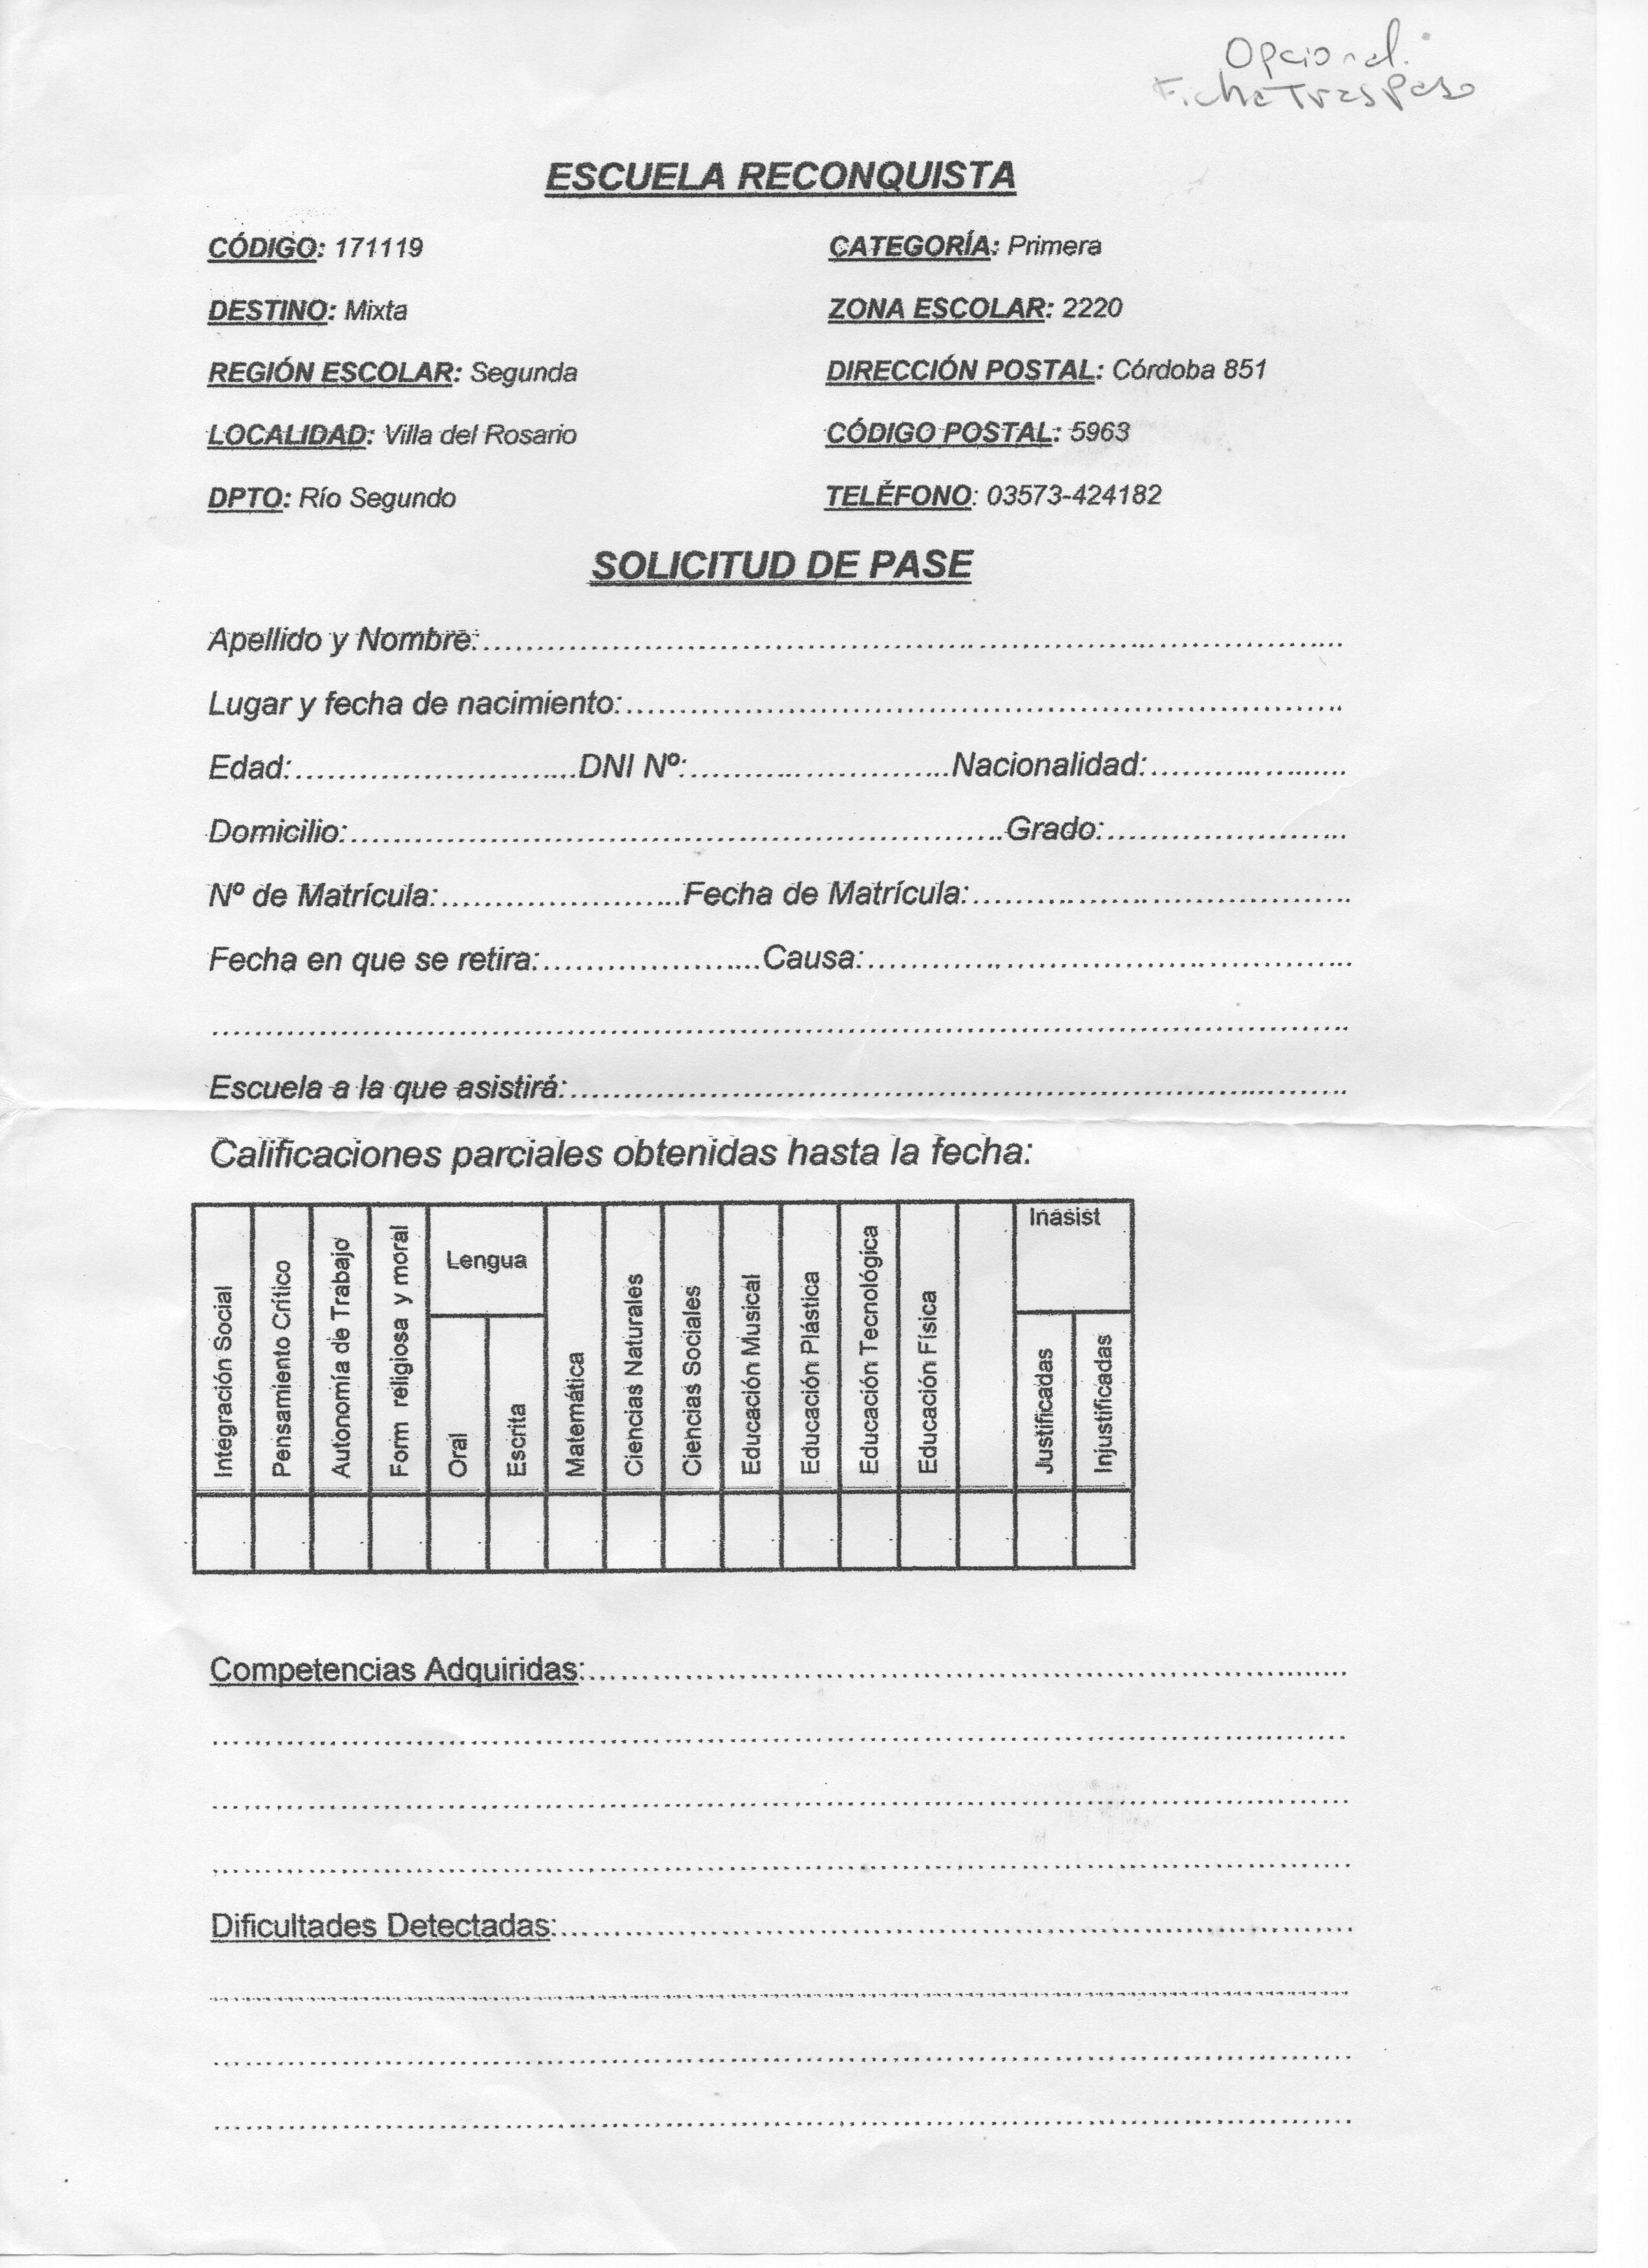 Opcional.
Ficha Traspaso
ESCUELA RECONQUISTA
CÓDIGO: 171119 CATEGORÍA: Primera
DESTINO: Mixta ZONA ESCOLAR: 2220
REGIÓN ESCOLAR: Segunda DIRECCIÓN POSTAL: Córdoba 851
LOCALIDAD: Villa del Rosario CÓDIGO POSTAL: 5963
DPTO: Río Segundo TELÉFONO: 03573-424182
SOLICITUD DE PASE
Apellido y Nombre:
Lugar y fecha de nacimiento:
Edad: DNI Nº: Nacionalidad:
Domicilio: Grado:
Nº de Matrícula: Fecha de Matrícula:
Fecha en que se retira: Causa:
Escuela a la que asistirá:
Calificaciones parciales obtenidas hasta la fecha:
Integración Social
Pensamiento Crítico
Autonomía de Trabajo
Form religiosa y moral
Lengua
Oral
Escrita
Matemática
Ciencias Naturales
Ciencias Sociales
Educación Musical
Educación Plástica
Educación Tecnológica
Educación Física
Inasist
Justificadas
Injustificadas
Competencias Adquiridas:
Dificultades Detectadas: